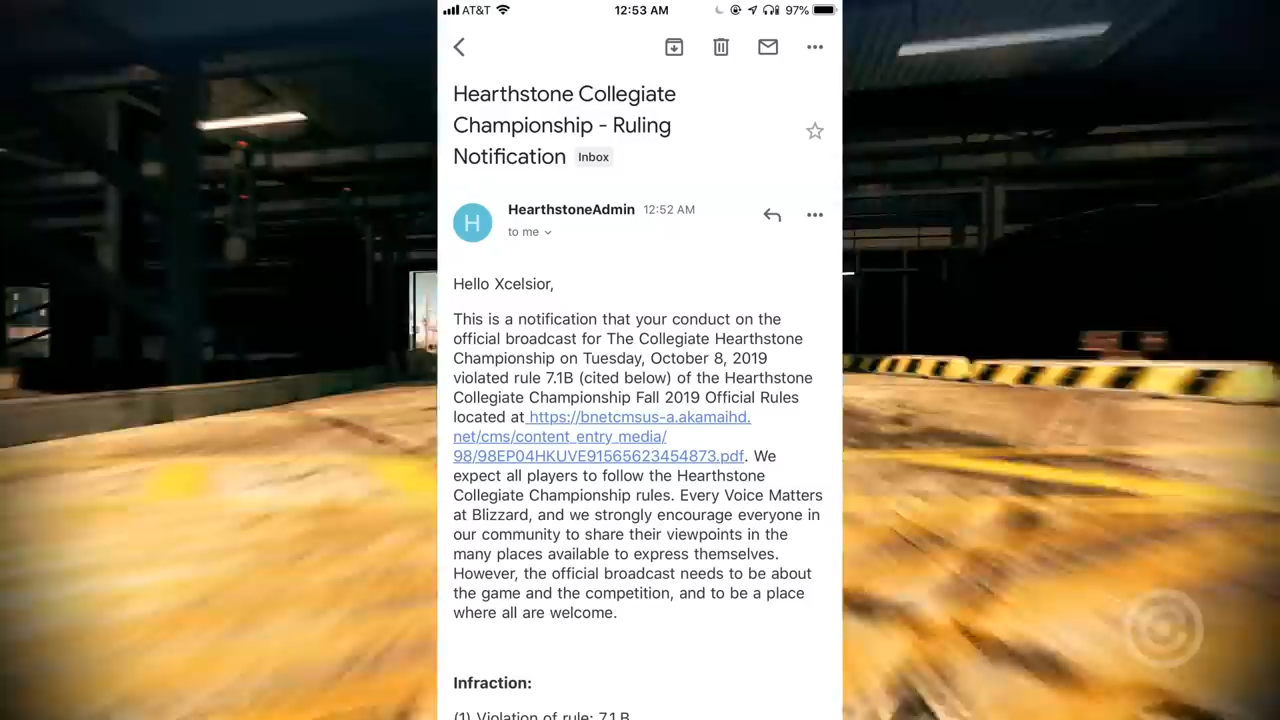 AT&T 12:53 AM 97%
Hearthstone Collegiate
Championship - Ruling
Notification Inbox
H HearthstoneAdmin 12:52 AM
to me
Hello Xcelsior,
This is a notification that your conduct on the
official broadcast for The Collegiate Hearthstone
Championship on Tuesday, October 8, 2019
violated rule 7.1B (cited below) of the Hearthstone
Collegiate Championship Fall 2019 Official Rules
located at https://bnetcmsus-a.akamaihd.
net/cms/content_entry_media/
98/98EP04HKUVE91565623454873.pdf. We
expect all players to follow the Hearthstone
Collegiate Championship rules. Every Voice Matters
at Blizzard, and we strongly encourage everyone in
our community to share their viewpoints in the
many places available to express themselves.
However, the official broadcast needs to be about
the game and the competition, and to be a place
where all are welcome.
Infraction:
(1) Violation of rule: 7.1 B